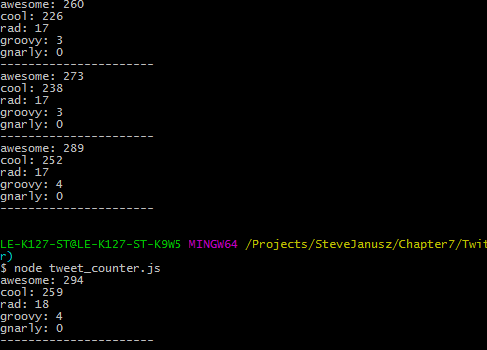 awesome: 260
cool: 226
rad: 17
groovy: 3
gnarly: 0
----------------------
awesome: 273
cool: 238
rad: 17
groovy: 3
gnarly: 0
----------------------
awesome: 289
cool: 252
rad: 17
groovy: 4
gnarly: 0
----------------------
LE-K127-ST@LE-K127-ST-K9W5 MINGW64 /Projects/SteveJanusz/Chapter7/Twit
r)
$ node tweet_counter.js
awesome: 294
cool: 259
rad: 18
groovy: 4
gnarly: 0
----------------------